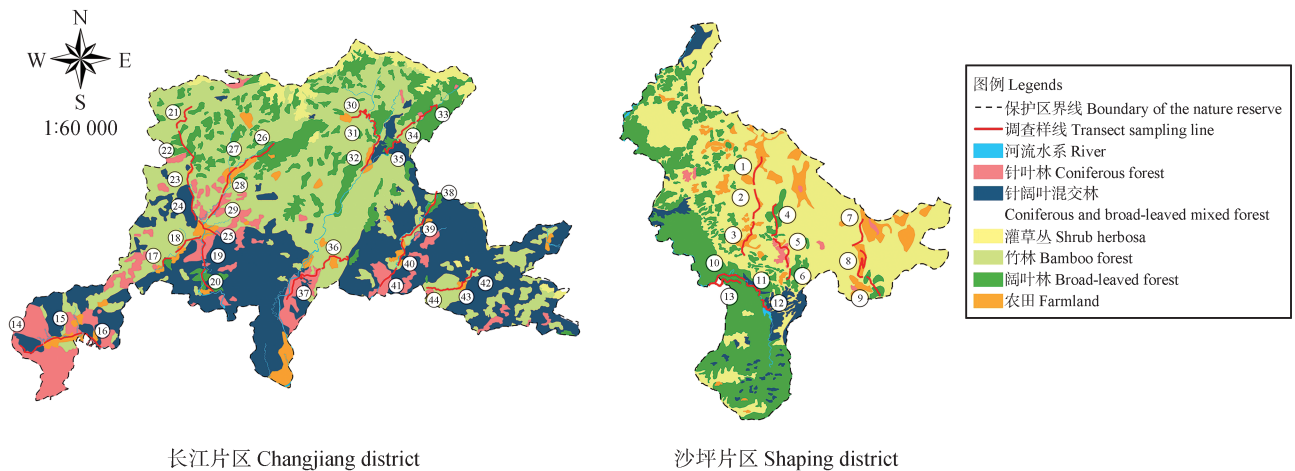 N
W
E
S
1∶60 000
21
22
23
24
18
17
19
20
25
29
28
27
26
30
31
32
33
34
35
36
37
38
39
40
41
42
43
44
14
15
16
长江片区 Changjiang district
1
2
3
4
5
6
7
8
9
10
11
12
13
沙坪片区 Shaping district
图例 Legends
保护区界线 Boundary of the nature reserve
调查样线 Transect sampling line
河流水系 River
针叶林 Coniferous forest
针阔叶混交林
Coniferous and broad-leaved mixed forest
灌草丛 Shrub herbosa
竹林 Bamboo forest
阔叶林 Broad-leaved forest
农田 Farmland